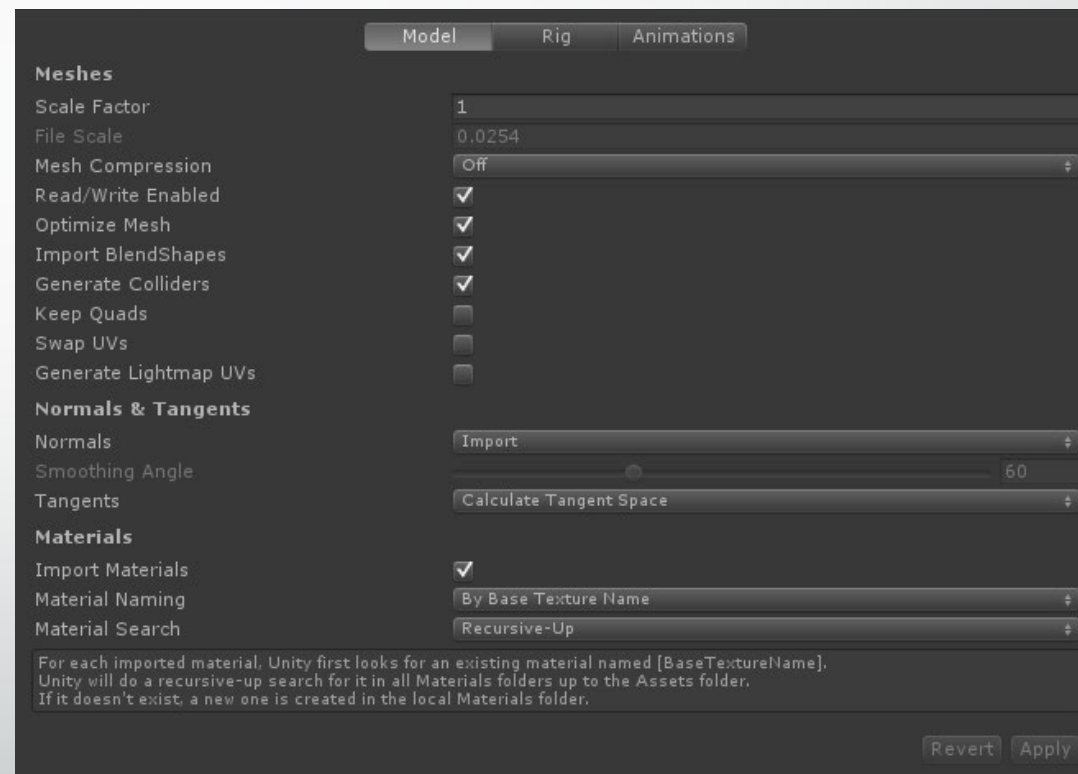 Model Rig Animations
Meshes
Scale Factor 1
File Scale 0.0254
Mesh Compression Off
Read/Write Enabled
Optimize Mesh
Import BlendShapes
Generate Colliders
Keep Quads
Swap UVs
Generate Lightmap UVs
Normals & Tangents
Normals Import
Smoothing Angle 60
Tangents Calculate Tangent Space
Materials
Import Materials
Material Naming By Base Texture Name
Material Search Recursive-Up
For each imported material, Unity first looks for an existing material named [BaseTextureName].
Unity will do a recursive-up search for it in all Materials folders up to the Assets folder.
If it doesn't exist, a new one is created in the local Materials folder.
Revert Apply